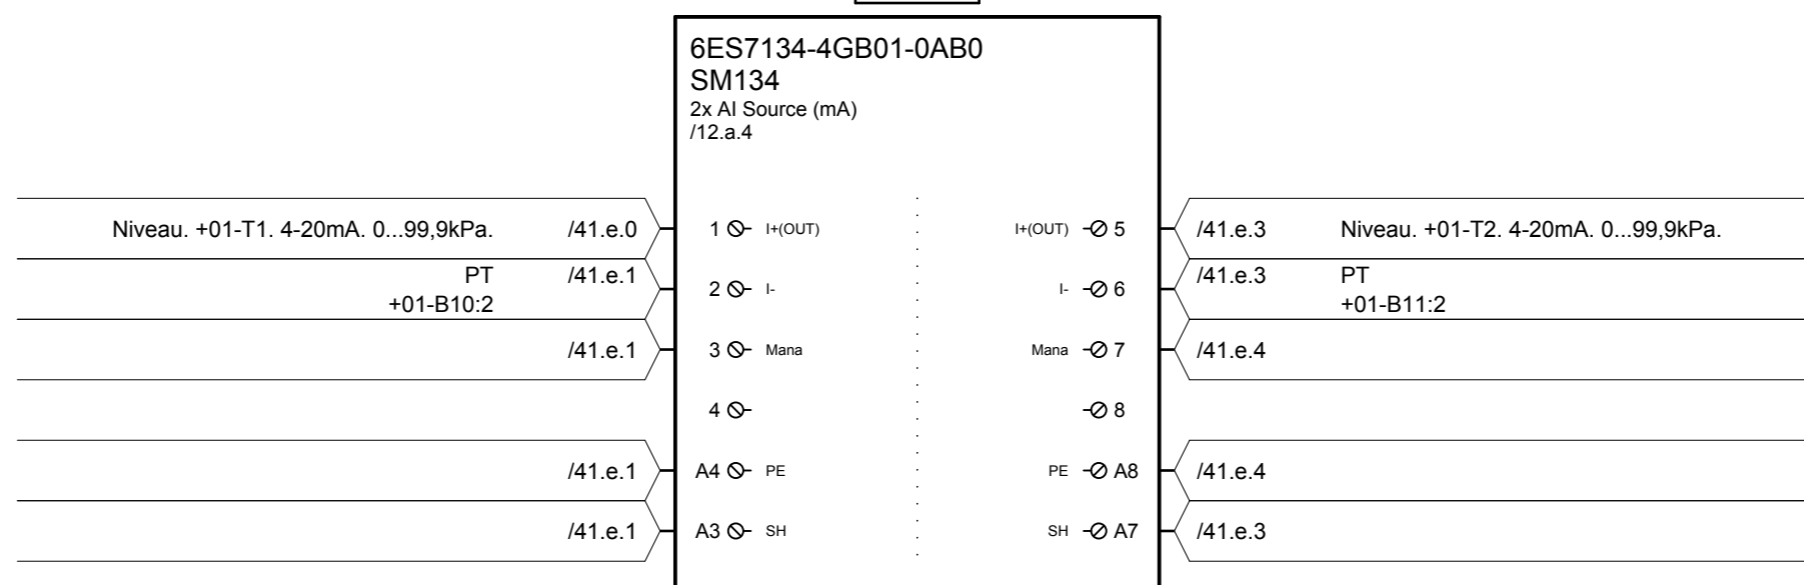 6ES7134-4GB01-0AB0
SM134
2x AI Source (mA)
/12.a.4
Niveau. +01-T1. 4-20mA. 0...99,9kPa. /41.e.0 1 I+(OUT) I+(OUT) 5 /41.e.3 Niveau. +01-T2. 4-20mA. 0...99,9kPa.
PT /41.e.1 2 I- I- 6 /41.e.3 PT
+01-B10:2 +01-B11:2
/41.e.1 3 Mana Mana 7 /41.e.4
4 8
/41.e.1 A4 PE PE A8 /41.e.4
/41.e.1 A3 SH SH A7 /41.e.3